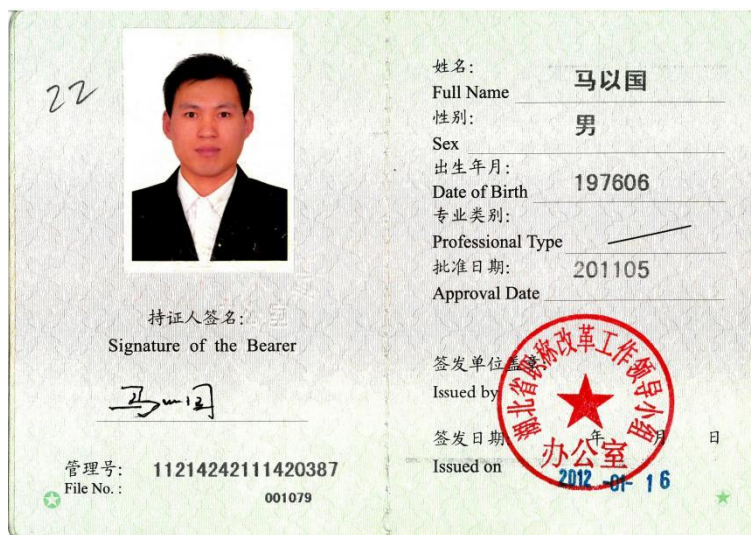 22
持证人签名:
Signature of the Bearer
马以国
管理号:
File No. :
11214242111420387
001079
姓名:
Full Name
马以国
性别:
Sex
男
出生年月:
Date of Birth
197606
专业类别:
Professional Type
批准日期:
Approval Date
201105
签发单位盖章:
Issued by
湖北省职称改革工作领导小组
办公室
签发日期: 年 月 日
Issued on
2012-01-16